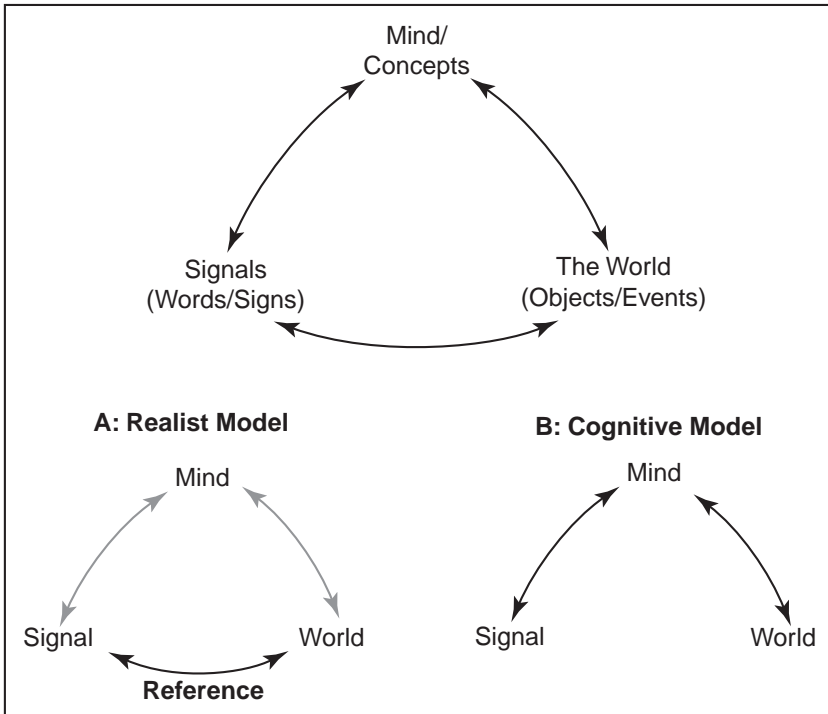 Mind/
Concepts
Signals
(Words/Signs)
The World
(Objects/Events)
A: Realist Model
Mind
Signal
World
Reference
B: Cognitive Model
Mind
Signal
World